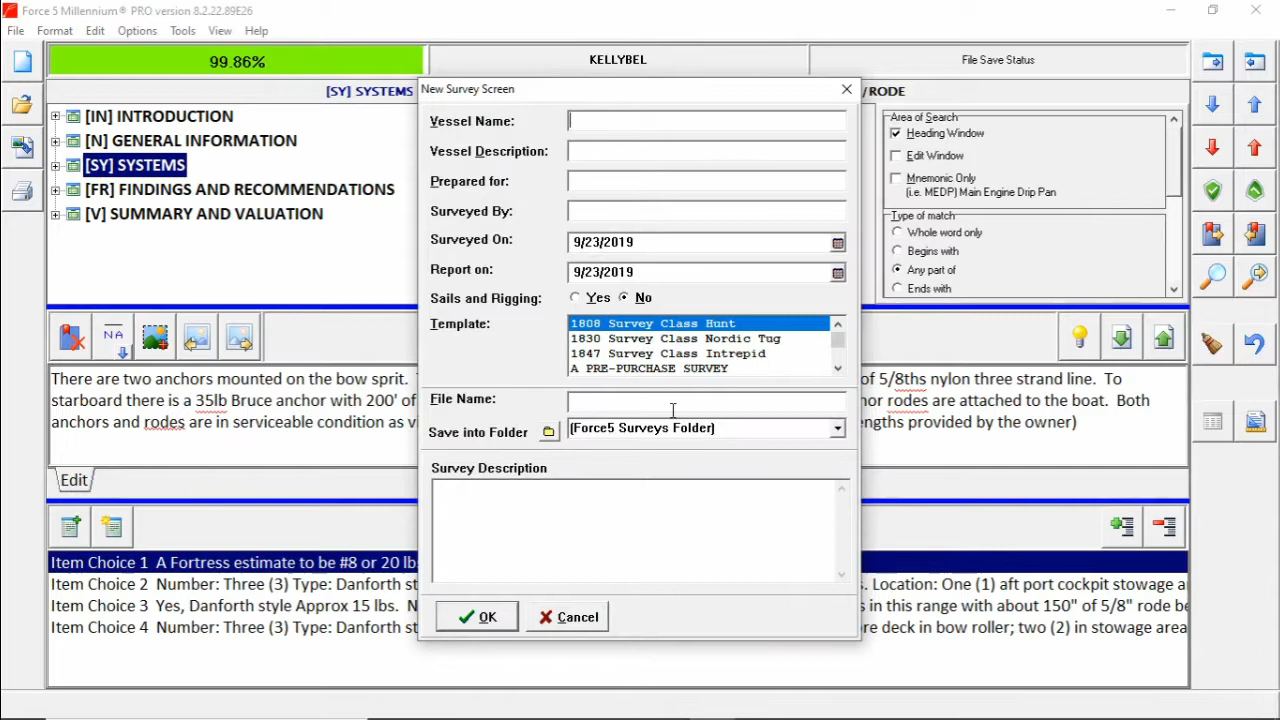 Force 5 Millennium® PRO version 8.2.22.89E26
File Format Edit Options Tools View Help
99.86%
KELLYBEL
File Save Status
[SY] SYSTEMS
/RODE
[IN] INTRODUCTION
[N] GENERAL INFORMATION
[SY] SYSTEMS
[FR] FINDINGS AND RECOMMENDATIONS
[V] SUMMARY AND VALUATION
New Survey Screen
Vessel Name:
Vessel Description:
Prepared for:
Surveyed By:
Surveyed On: 9/23/2019
Report on: 9/23/2019
Sails and Rigging: Yes No
Template:
1808 Survey Class Hunt
1830 Survey Class Nordic Tug
1847 Survey Class Intrepid
A PRE-PURCHASE SURVEY
File Name:
Save into Folder (Force5 Surveys Folder)
Survey Description
OK Cancel
Area of Search
Heading Window
Edit Window
Mnemonic Only
(i.e. MEDP) Main Engine Drip Pan
Type of match
Whole word only
Begins with
Any part of
Ends with
NA
There are two anchors mounted on the bow sprit. of 5/8ths nylon three strand line. To
starboard there is a 35lb Bruce anchor with 200' of hor rodes are attached to the boat. Both
anchors and rodes are in serviceable condition as vi engths provided by the owner)
Edit
Item Choice 1 A Fortress estimate to be #8 or 20 lb
Item Choice 2 Number: Three (3) Type: Danforth st s. Location: One (1) aft port cockpit stowage ar
Item Choice 3 Yes, Danforth style Approx 15 lbs. N s in this range with about 150" of 5/8" rode be
Item Choice 4 Number: Three (3) Type: Danforth st re deck in bow roller; two (2) in stowage area